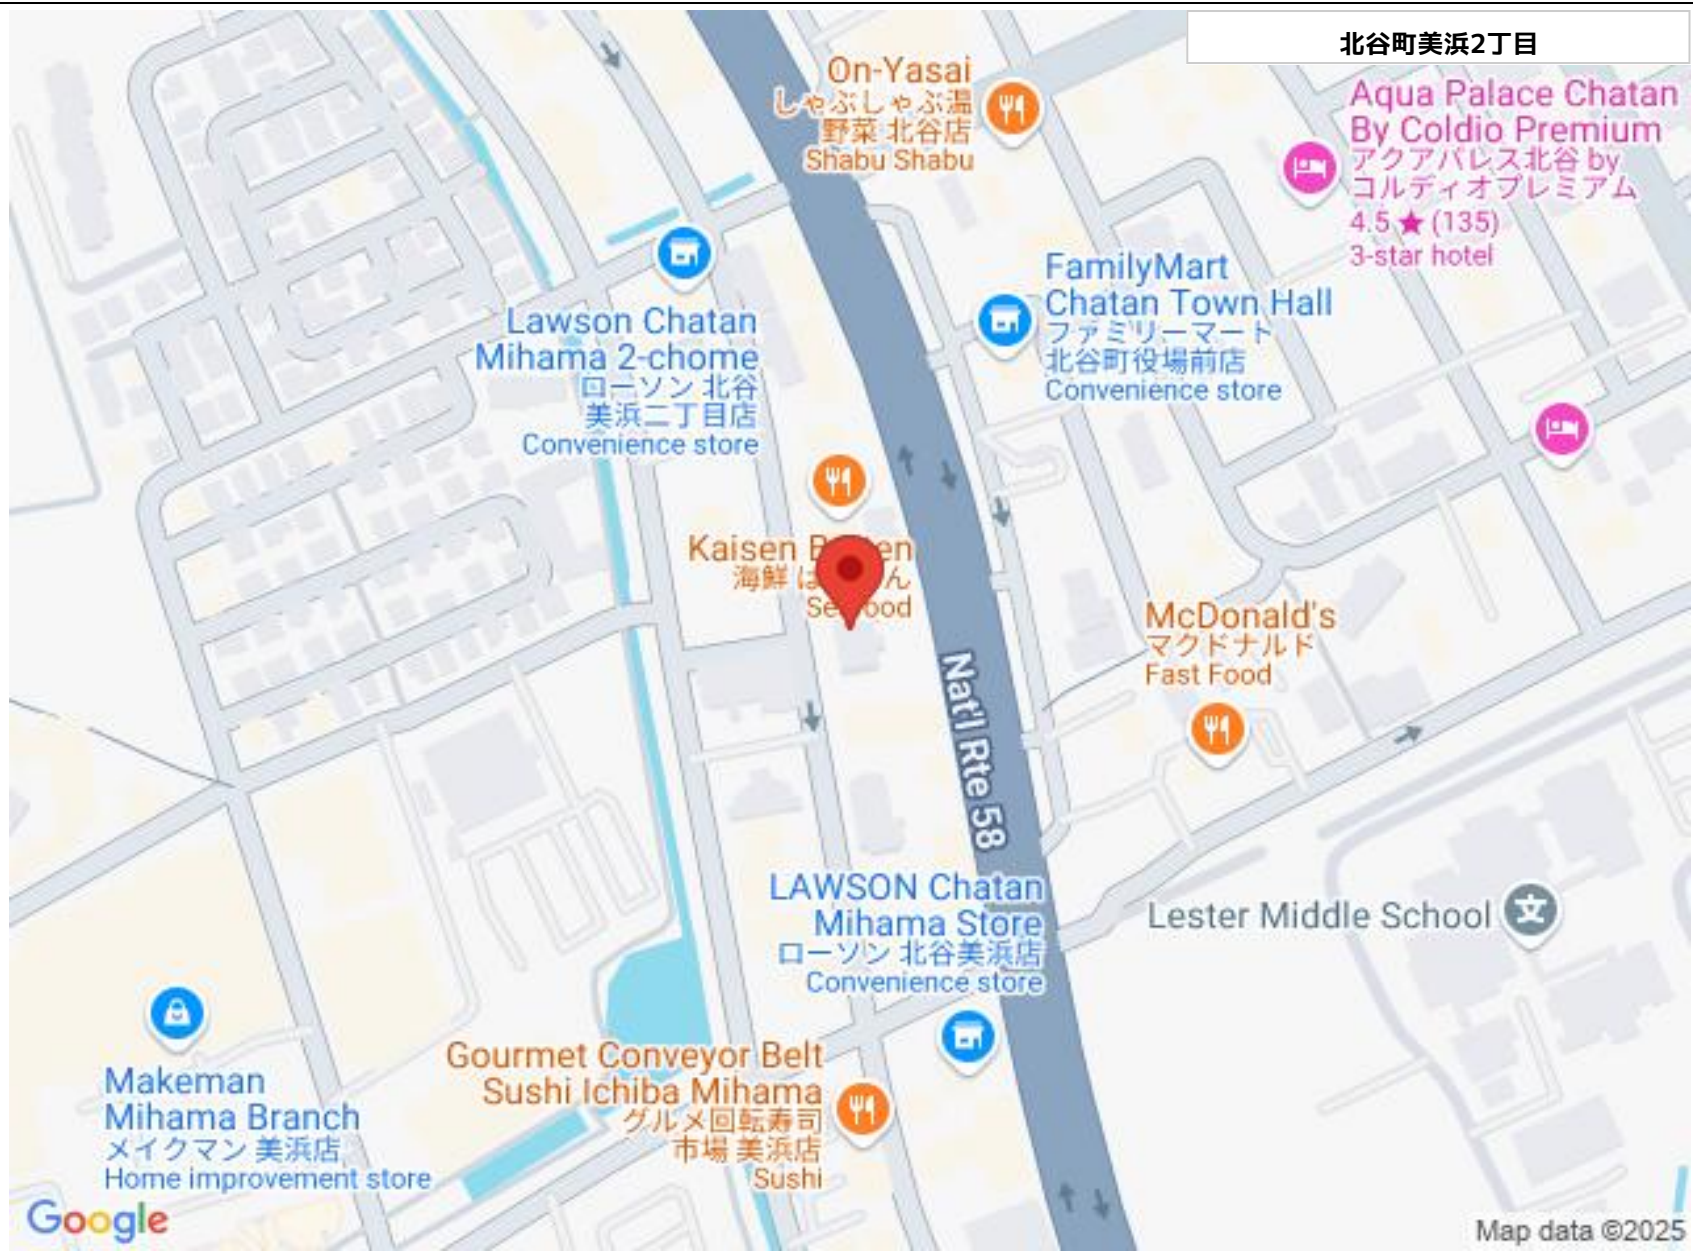 北谷町美浜2丁目
On-Yasai
しゃぶしゃぶ温
野菜 北谷店
Shabu Shabu
Aqua Palace Chatan
By Coldio Premium
アクアパレス北谷 by
コルディオプレミアム
4.5 ★ (135)
3-star hotel
FamilyMart
Chatan Town Hall
ファミリーマート
北谷町役場前店
Convenience store
Lawson Chatan
Mihama 2-chome
ローソン 北谷
美浜二丁目店
Convenience store
Kaisen
海鮮
McDonald's
マクドナルド
Fast Food
Nat'l Rte 58
LAWSON Chatan
Mihama Store
ローソン 北谷美浜店
Convenience store
Lester Middle School
文
Makeman
Mihama Branch
メイクマン 美浜店
Home improvement store
Gourmet Conveyor Belt
Sushi Ichiba Mihama
グルメ回転寿司
市場 美浜店
Sushi
Google
Map data ©2025